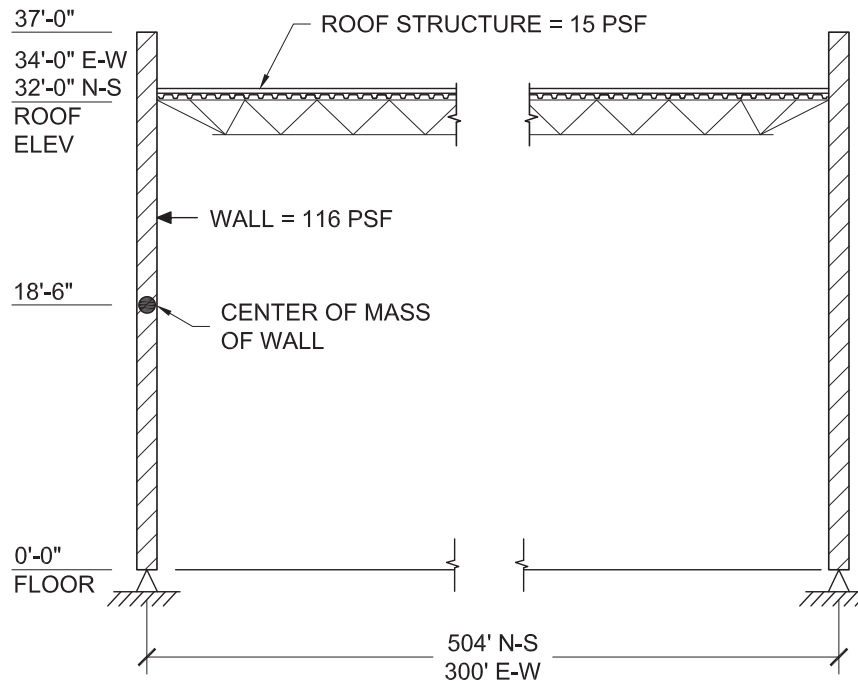 37'-0"
ROOF STRUCTURE = 15 PSF
34'-0" E-W
32'-0" N-S
ROOF
ELEV
WALL = 116 PSF
18'-6"
CENTER OF MASS
OF WALL
0'-0"
FLOOR
504' N-S
300' E-W